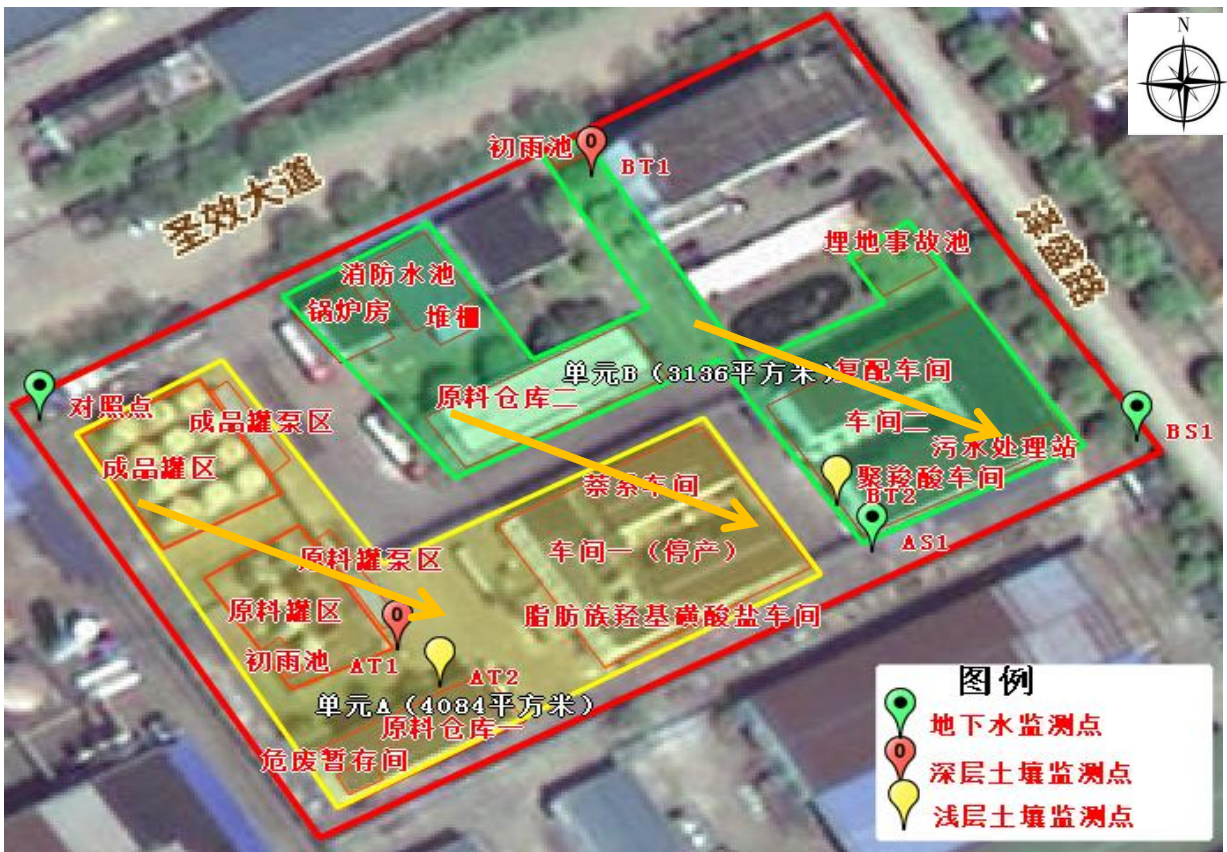 N
初雨池
0
BT1
圣效大道
泽盛路
消防水池
锅炉房
堆棚
埋地事故池
单元B（3136平方米）
复配车间
原料仓库二
车间二
污水处理站
对照点
成品罐泵区
成品罐区
BS1
聚羧酸车间
BT2
萘系车间
AS1
车间一（停产）
原料罐泵区
原料罐区
脂肪族羟基磺酸盐车间
0
初雨池
AT1
AT2
单元A（4084平方米）
原料仓库一
危废暂存间
图例
地下水监测点
0
深层土壤监测点
浅层土壤监测点